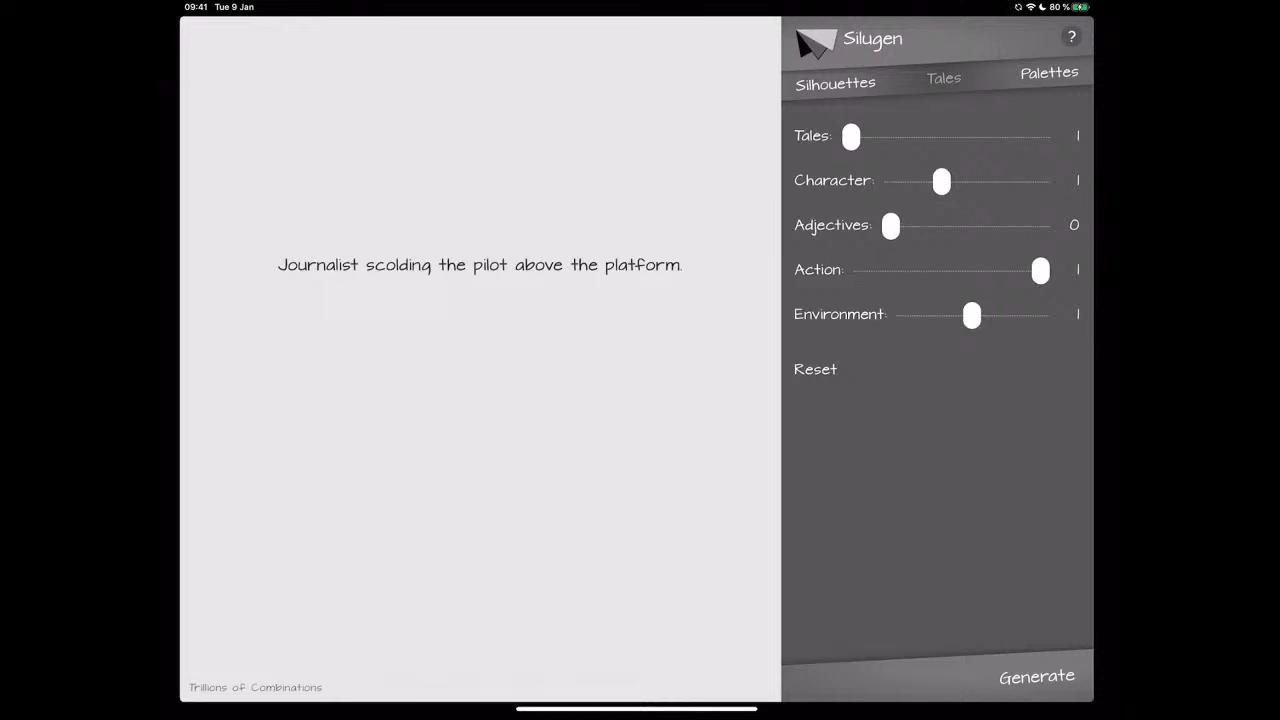 09:41 Tue 9 Jan
80 %
Silugen
?
Silhouettes Tales Palettes
Tales: 1
Character: 1
Adjectives: 0
Action: 1
Environment: 1
Reset
Journalist scolding the pilot above the platform.
Trillions of Combinations
Generate